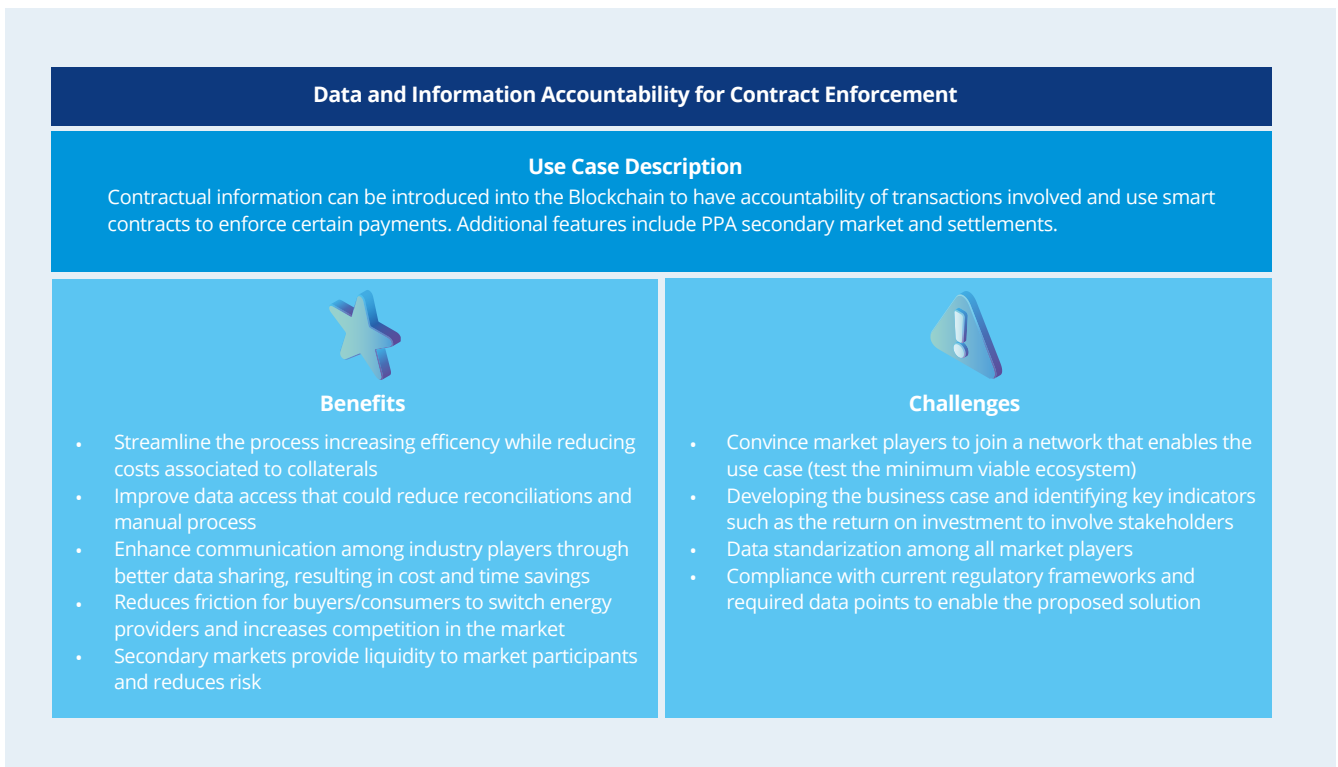 Data and Information Accountability for Contract Enforcement
Use Case Description
Contractual information can be introduced into the Blockchain to have accountability of transactions involved and use smart
contracts to enforce certain payments. Additional features include PPA secondary market and settlements.
Benefits
• Streamline the process increasing efficency while reducing
costs associated to collaterals
• Improve data access that could reduce reconciliations and
manual process
• Enhance communication among industry players through
better data sharing, resulting in cost and time savings
• Reduces friction for buyers/consumers to switch energy
providers and increases competition in the market
• Secondary markets provide liquidity to market participants
and reduces risk
Challenges
• Convince market players to join a network that enables the
use case (test the minimum viable ecosystem)
• Developing the business case and identifying key indicators
such as the return on investment to involve stakeholders
• Data standarization among all market players
• Compliance with current regulatory frameworks and
required data points to enable the proposed solution